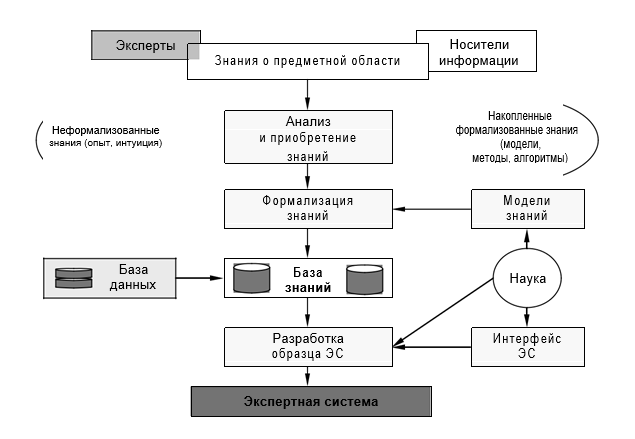 Эксперты
Носители
информации
Знания о предметной области
Анализ
и приобретение
знаний
Неформализованные
знания (опыт, интуиция)
Накопленные
формализованные знания
(модели,
методы, алгоритмы)
Формализация
знаний
Модели
знаний
База
данных
База
знаний
Наука
Разработка
образца ЭС
Интерфейс
ЭС
Экспертная система